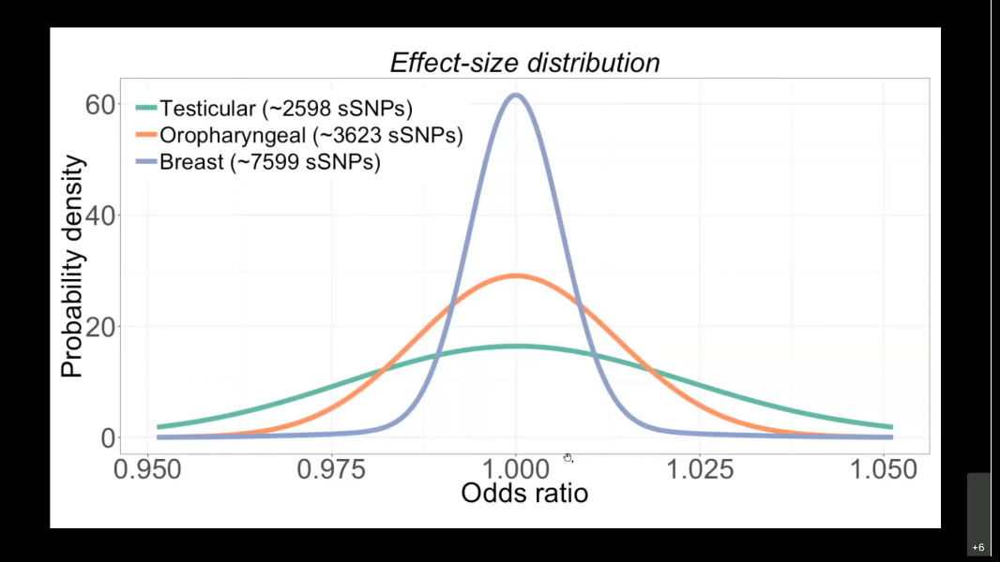 Effect-size distribution
Testicular (~2598 sSNPs)
Oropharyngeal (~3623 sSNPs)
Breast (~7599 sSNPs)
Probability density
60
40
20
0
0.950 0.975 1.000 1.025 1.050
Odds ratio
+6